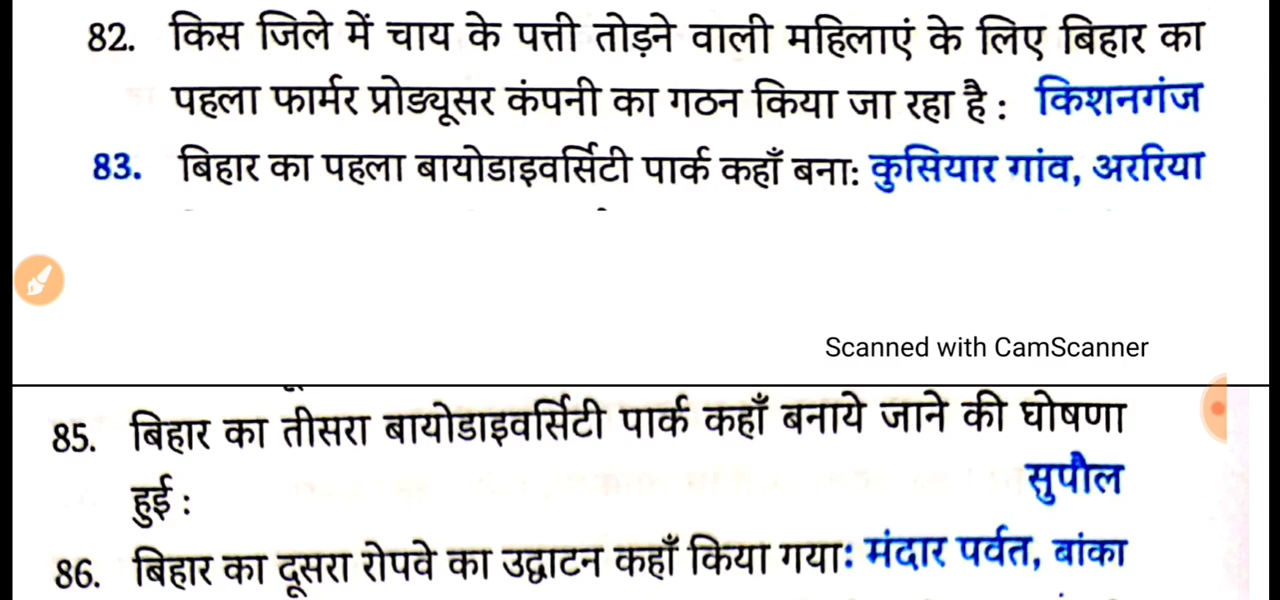 82. किस जिले में चाय के पत्ती तोड़ने वाली महिलाएं के लिए बिहार का
पहला फार्मर प्रोड्यूसर कंपनी का गठन किया जा रहा है : किशनगंज
83. बिहार का पहला बायोडाइवर्सिटी पार्क कहाँ बना: कुसियार गांव, अररिया
Scanned with CamScanner
85. बिहार का तीसरा बायोडाइवर्सिटी पार्क कहाँ बनाये जाने की घोषणा
हुई : सुपौल
86. बिहार का दूसरा रोपवे का उद्घाटन कहाँ किया गया: मंदार पर्वत, बांका